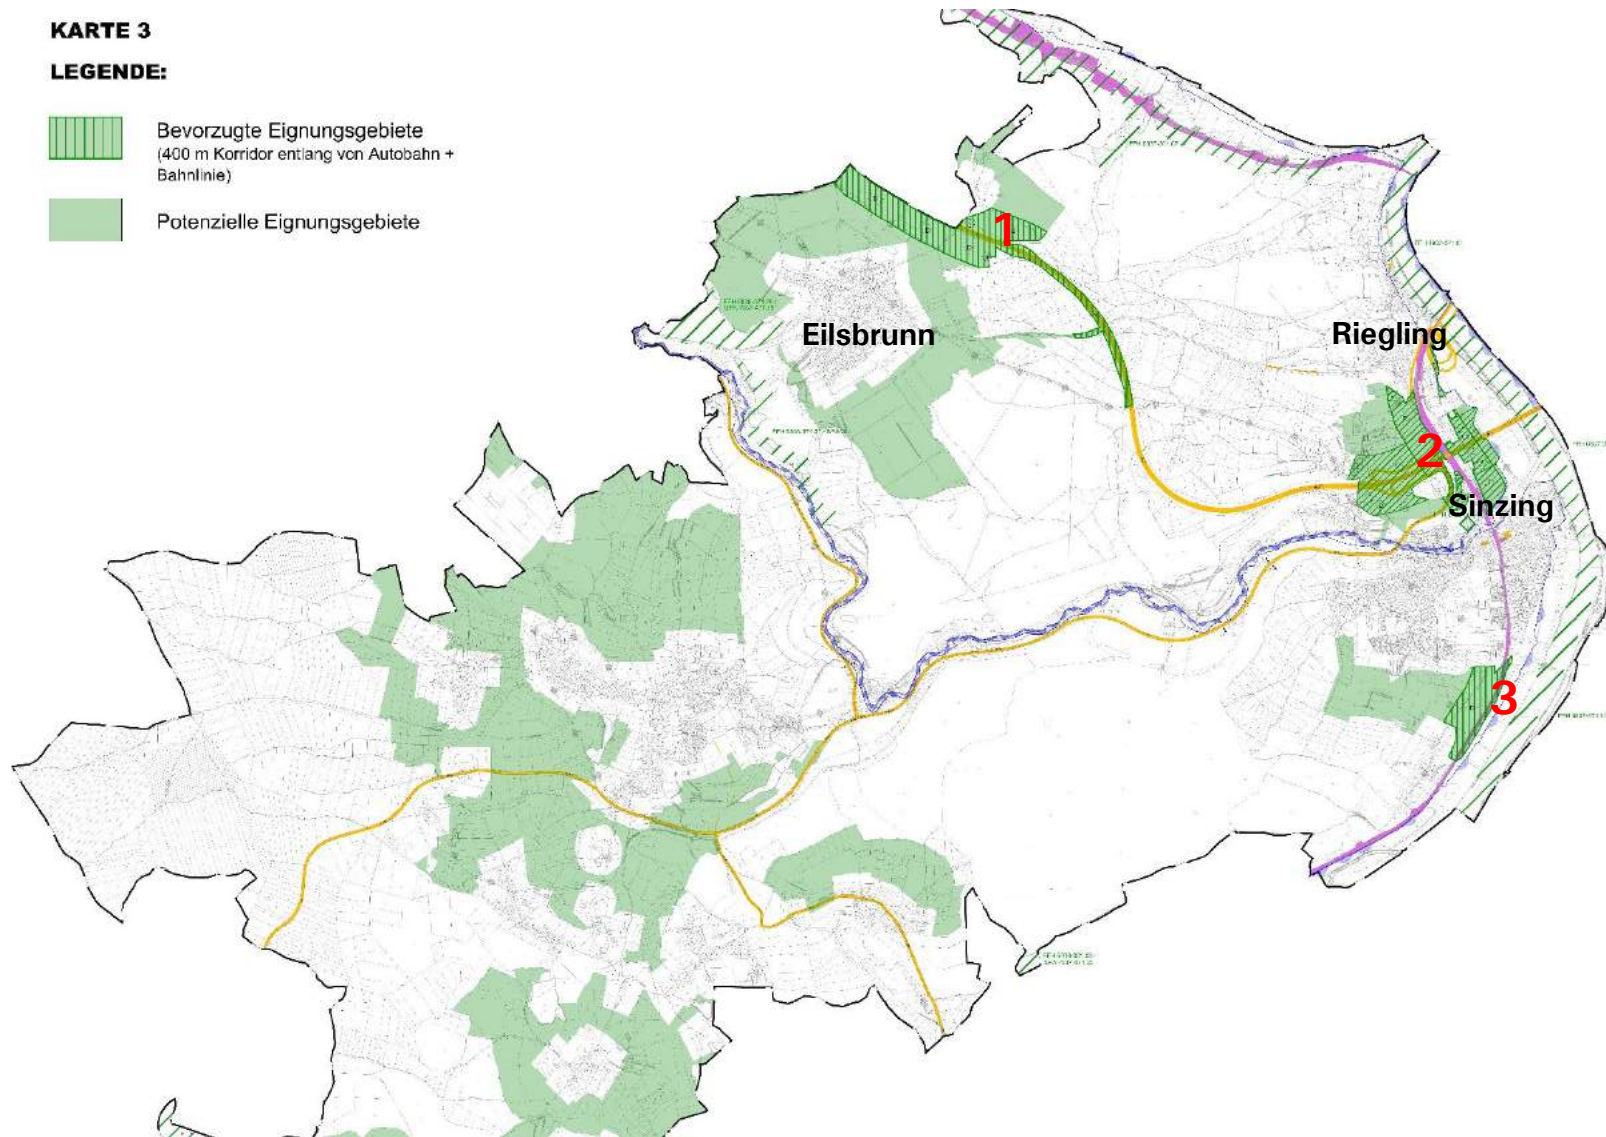 KARTE 3
LEGENDE:
Bevorzugte Eignungsgebiete
(400 m Korridor entlang von Autobahn +
Bahnlinie)
Potenzielle Eignungsgebiete
1
Eilsbrunn
Riegling
2
Sinzing
3